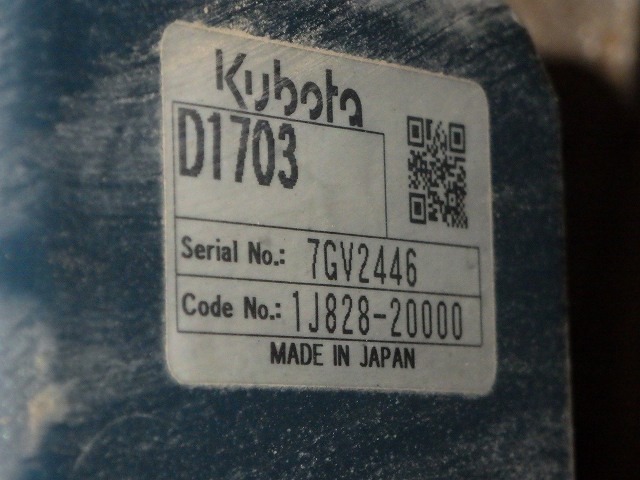 Kubota
D1703
Serial No.: 7GV2446
Code No.: 1J828-20000
MADE IN JAPAN